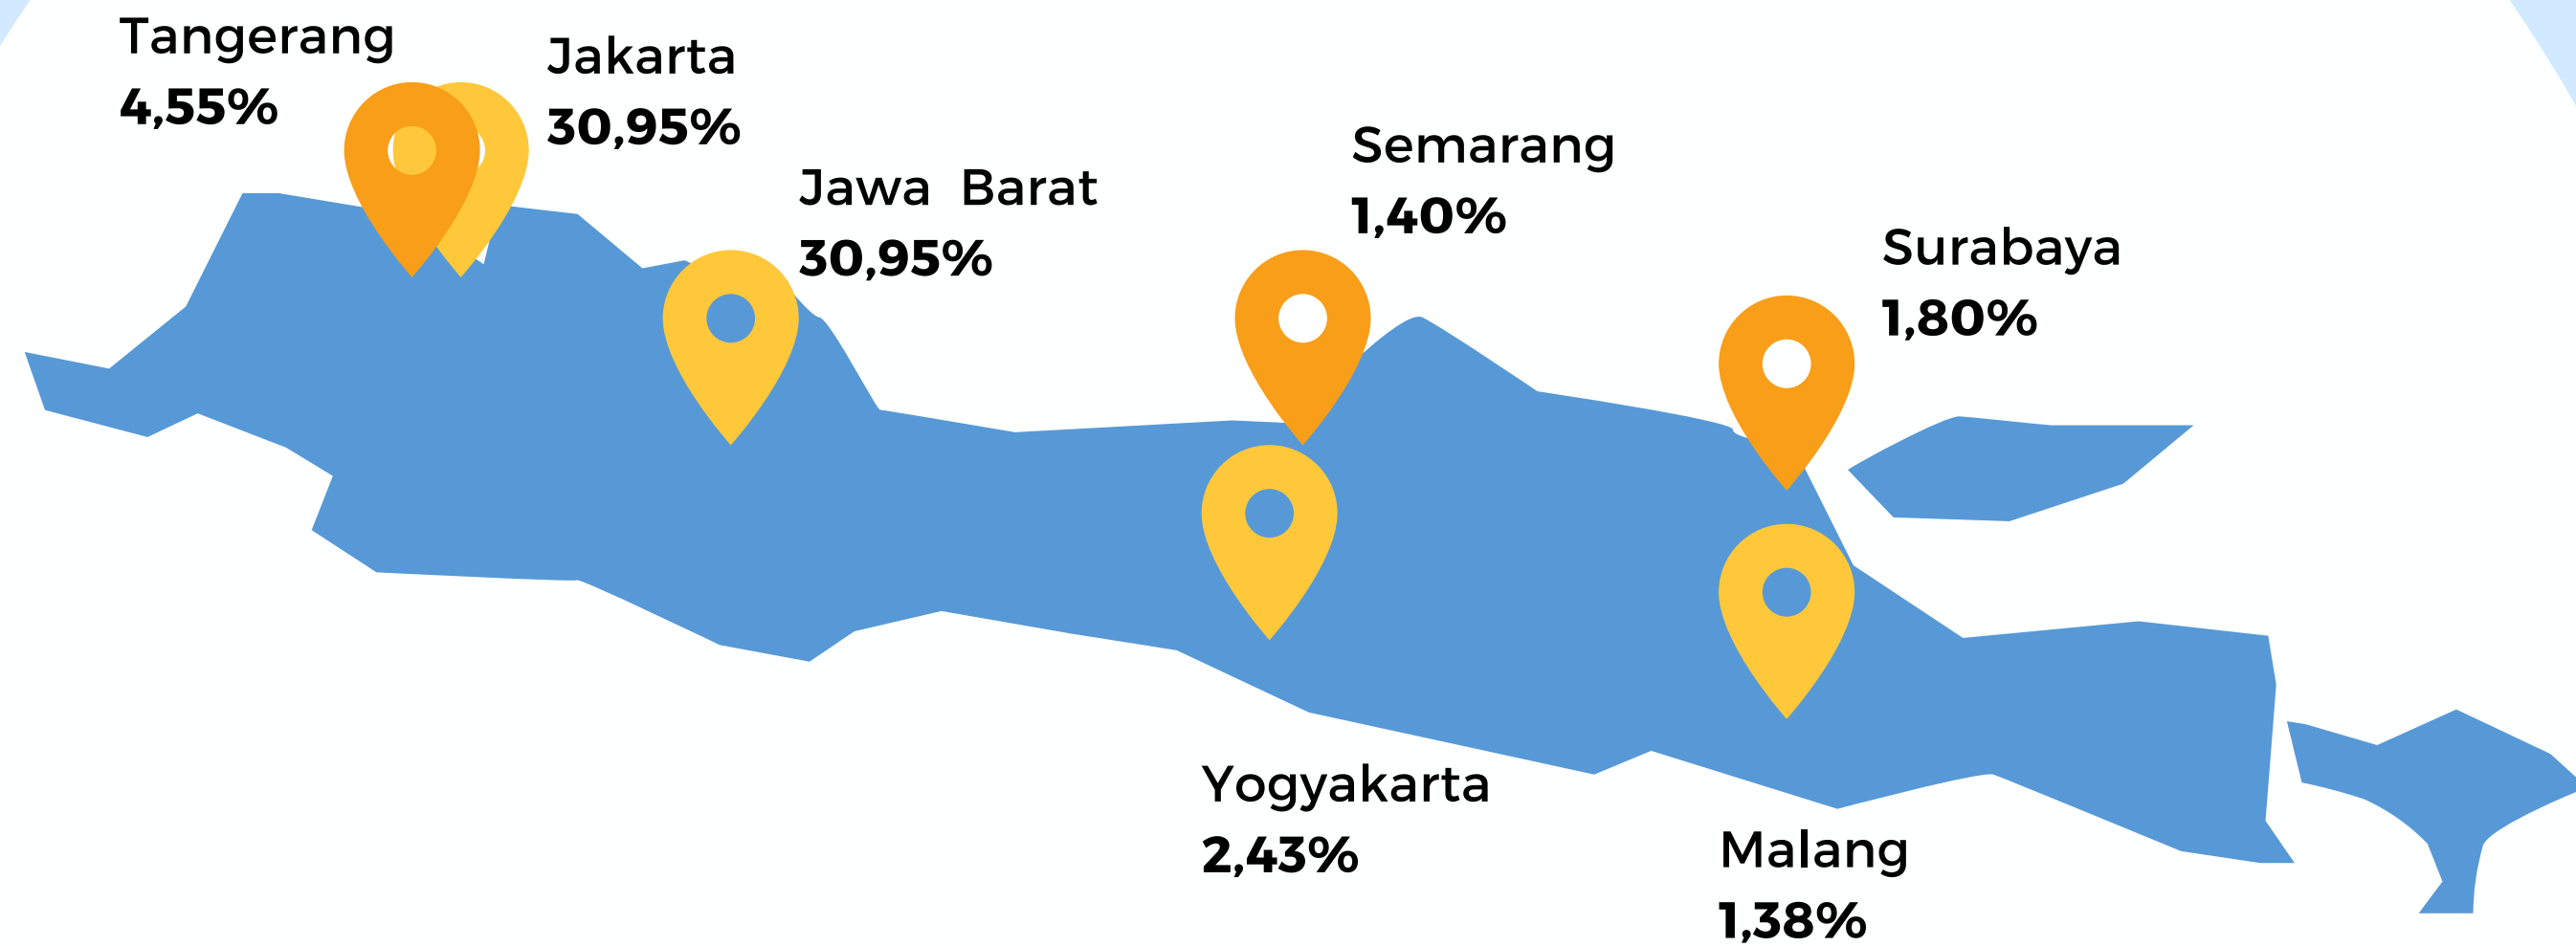 Tangerang
4,55%
Jakarta
30,95%
Jawa Barat
30,95%
Semarang
1,40%
Surabaya
1,80%
Yogyakarta
2,43%
Malang
1,38%